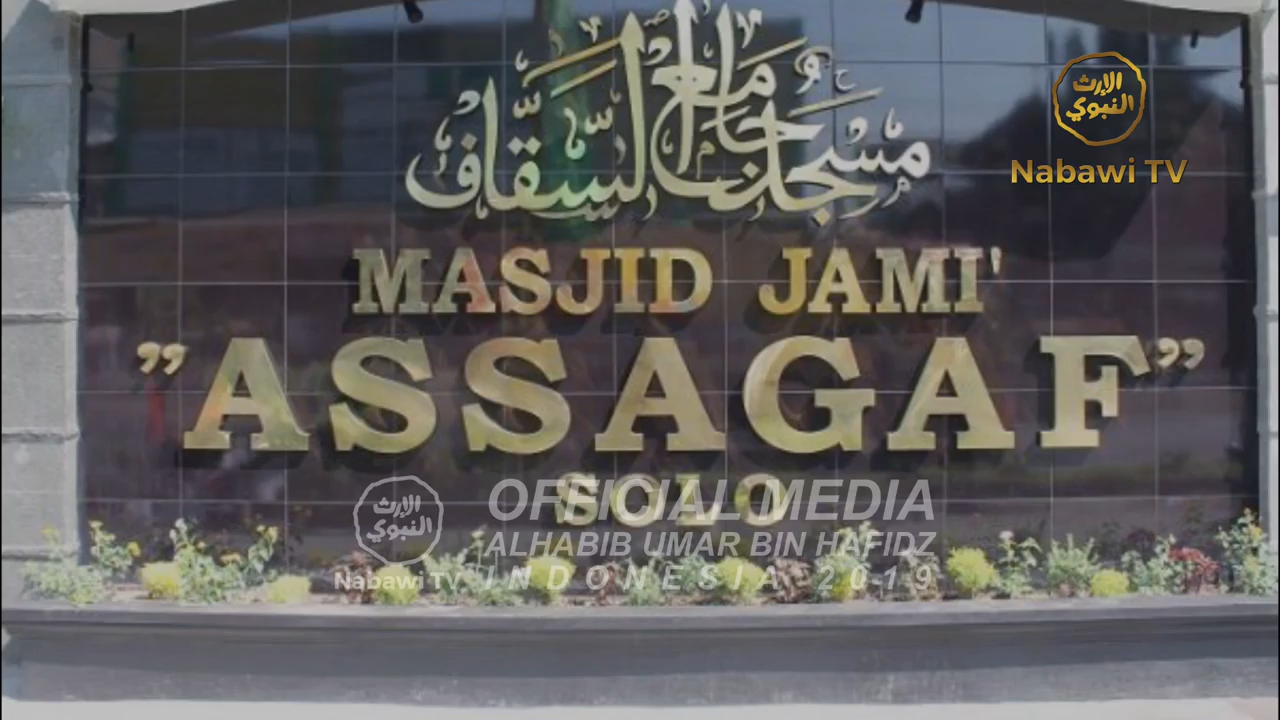 مسجد جامع السقاف
الإرث
النبوي
Nabawi TV
MASJID JAMI'
"ASSAGAF"
SOLO
الإرث
النبوي
Nabawi TV
OFFICIAL MEDIA
ALHABIB UMAR BIN HAFIDZ
INDONESIA 2019